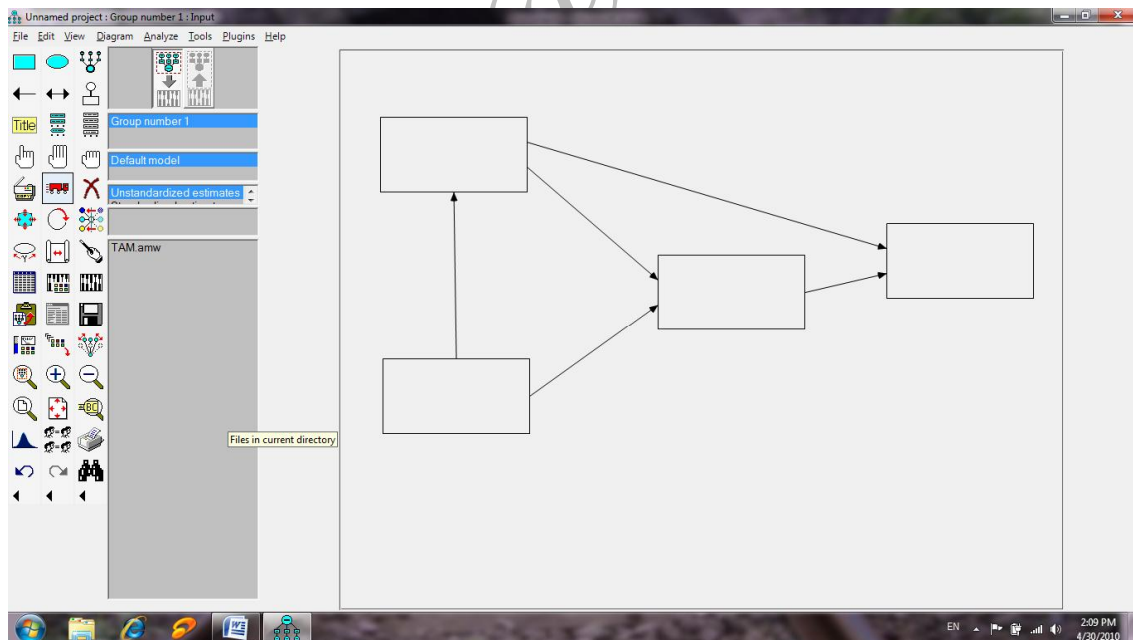 Unnamed project : Group number 1 : Input
File Edit View Diagram Analyze Tools Plugins Help
Title
Group number 1
Default model
Unstandardized estimates
TAM.amw
Files in current directory
EN
2:09 PM
4/30/2010